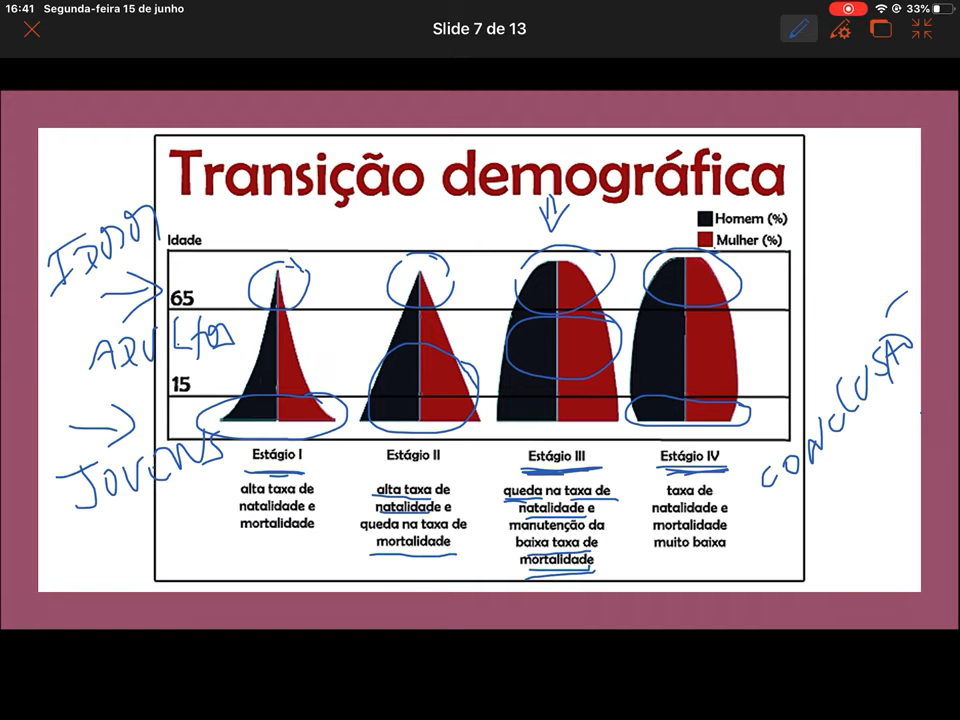 16:41 Segunda-feira 15 de junho
33%
Slide 7 de 13
Transição demográfica
Homem (%)
Mulher (%)
Idade
IDOSOS
65
ADULTOS
15
JOVENS
CONCLUSÃO
Estágio I
alta taxa de
natalidade e
mortalidade
Estágio II
alta taxa de
natalidade e
queda na taxa de
mortalidade
Estágio III
queda na taxa de
natalidade e
manutenção da
baixa taxa de
mortalidade
Estágio IV
taxa de
natalidade e
mortalidade
muito baixa